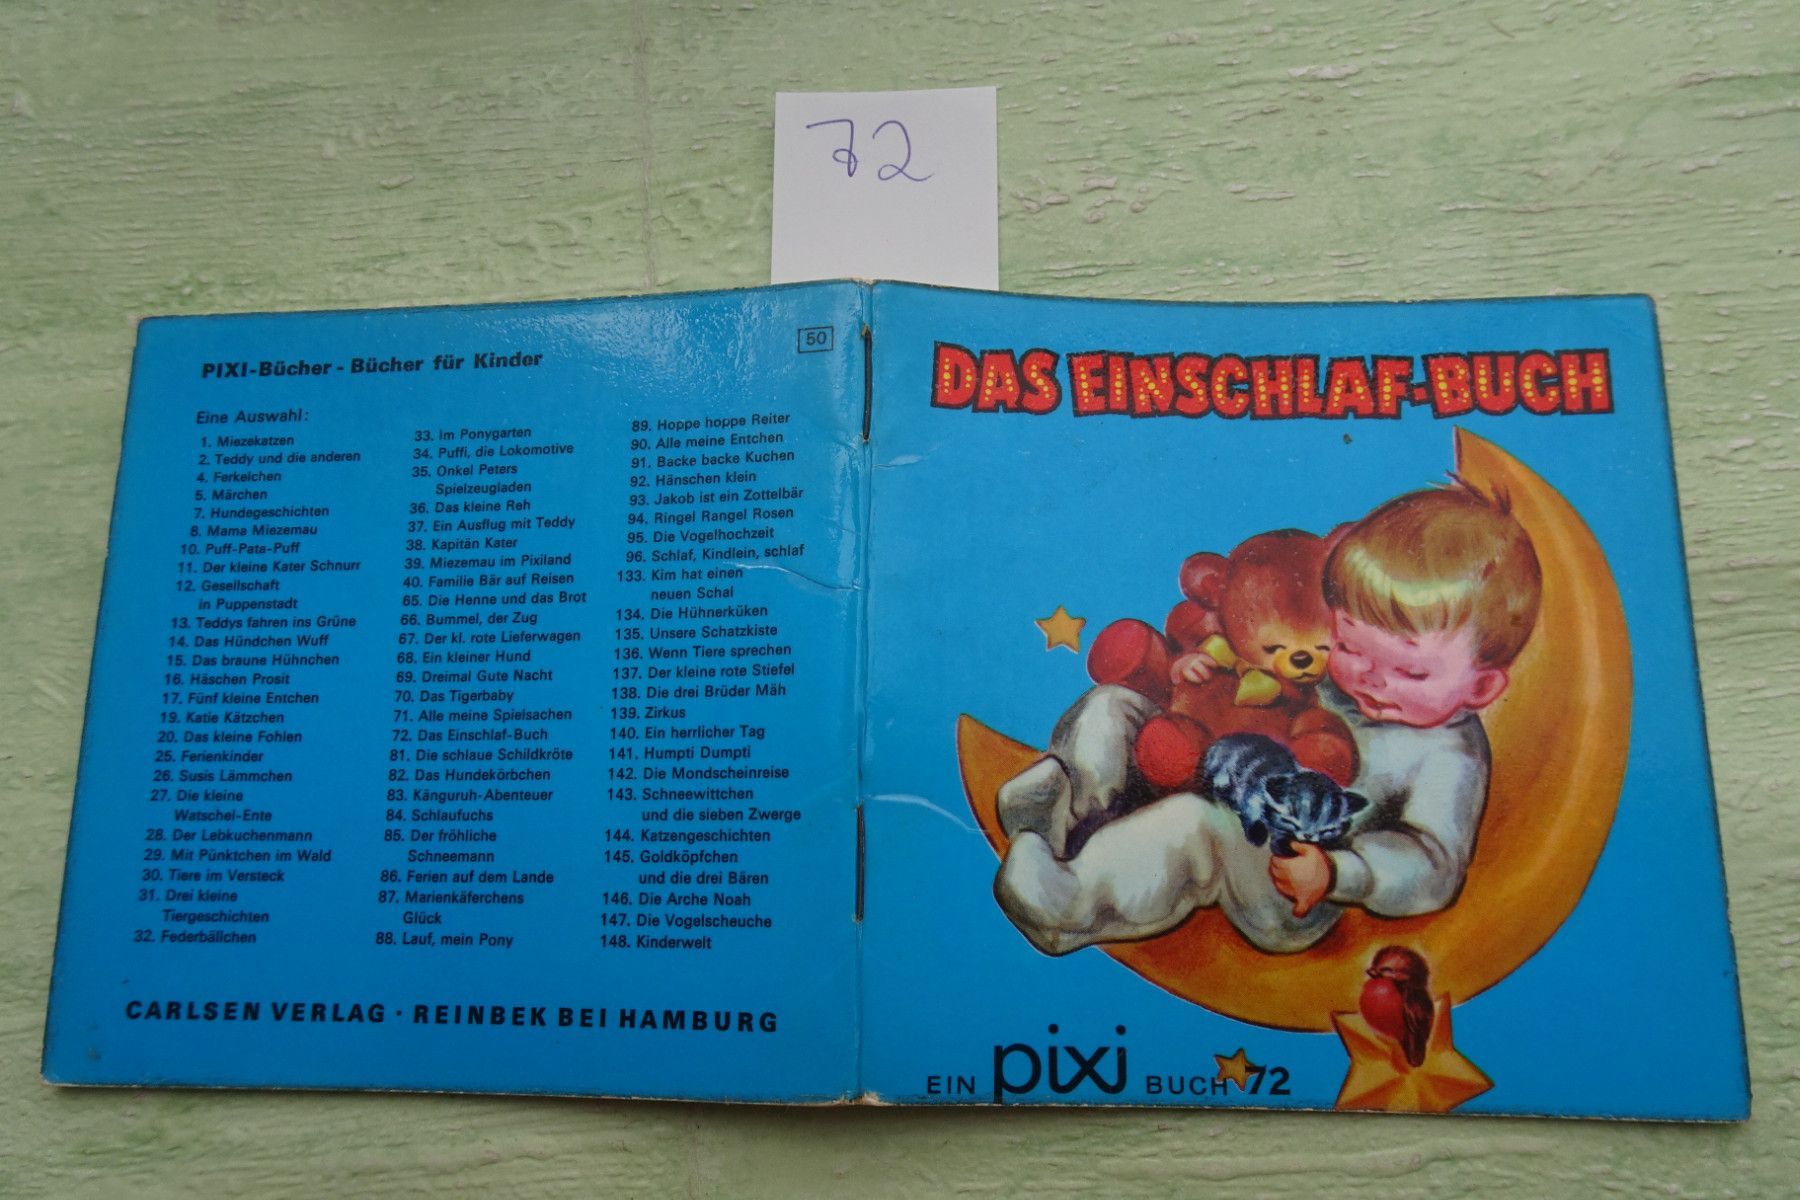 72
50
PIXI-Bücher - Bücher für Kinder
Eine Auswahl:
1. Miezekatzen
2. Teddy und die anderen
4. Ferkelchen
5. Märchen
7. Hundegeschichten
8. Mama Miezemau
10. Puff-Pata-Puff
11. Der kleine Kater Schnurr
12. Gesellschaft
in Puppenstadt
13. Teddys fahren ins Grüne
14. Das Hündchen Wuff
15. Das braune Hühnchen
16. Häschen Prosit
17. Fünf kleine Entchen
19. Katie Kätzchen
20. Das kleine Fohlen
25. Ferienkinder
26. Susis Lämmchen
27. Die kleine
Watschel-Ente
28. Der Lebkuchenmann
29. Mit Pünktchen im Wald
30. Tiere im Versteck
31. Drei kleine
Tiergeschichten
32. Federbällchen
33. Im Ponygarten
34. Puffi, die Lokomotive
35. Onkel Peters
Spielzeugladen
36. Das kleine Reh
37. Ein Ausflug mit Teddy
38. Kapitän Kater
39. Miezemau im Pixiland
40. Familie Bär auf Reisen
65. Die Henne und das Brot
66. Bummel, der Zug
67. Der kl. rote Lieferwagen
68. Ein kleiner Hund
69. Dreimal Gute Nacht
70. Das Tigerbaby
71. Alle meine Spielsachen
72. Das Einschlaf-Buch
81. Die schlaue Schildkröte
82. Das Hundekörbchen
83. Känguruh-Abenteuer
84. Schlaufuchs
85. Der fröhliche
Schneemann
86. Ferien auf dem Lande
87. Marienkäferchens
Glück
88. Lauf, mein Pony
89. Hoppe hoppe Reiter
90. Alle meine Entchen
91. Backe backe Kuchen
92. Hänschen klein
93. Jakob ist ein Zottelbär
94. Ringel Rangel Rosen
95. Die Vogelhochzeit
96. Schlaf, Kindlein, schlaf
133. Kim hat einen
neuen Schal
134. Die Hühnerküken
135. Unsere Schatzkiste
136. Wenn Tiere sprechen
137. Der kleine rote Stiefel
138. Die drei Brüder Mäh
139. Zirkus
140. Ein herrlicher Tag
141. Humpti Dumpti
142. Die Mondscheinreise
143. Schneewittchen
und die sieben Zwerge
144. Katzengeschichten
145. Goldköpfchen
und die drei Bären
146. Die Arche Noah
147. Die Vogelscheuche
148. Kinderwelt
CARLSEN VERLAG · REINBEK BEI HAMBURG
DAS EINSCHLAF-BUCH
EIN pixi BUCH 72